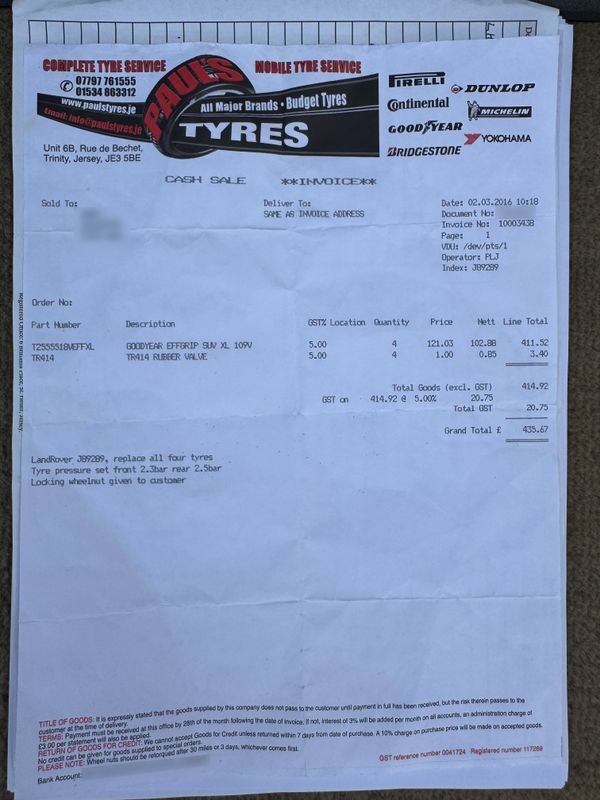 COMPLETE TYRE SERVICE
MOBILE TYRE SERVICE
07797 761555
01534 863312
www.paulstyres.je
Email: info@paulstyres.je
PAUL'S
All Major Brands • Budget Tyres
TYRES
PIRELLI
DUNLOP
Continental
MICHELIN
GOODYEAR
YOKOHAMA
BRIDGESTONE
Unit 6B, Rue de Bechet,
Trinity, Jersey, JE3 5BE
CASH SALE **INVOICE**
Sold To:
Deliver To:
SAME AS INVOICE ADDRESS
Date: 02.03.2016 10:18
Document No:
Invoice No: 10003438
Page: 1
VDU: /dev/pts/1
Operator: PLJ
Index: J89289
Order No:
Part Number Description GST% Location Quantity Price Nett Line Total
T2555518VEFFXL GOODYEAR EFFGRIP SUV XL 109V 5.00 4 121.03 102.88 411.52
TR414 TR414 RUBBER VALVE 5.00 4 1.00 0.85 3.40
Total Goods (excl. GST) 414.92
GST on 414.92 @ 5.00% 20.75
Total GST 20.75
Grand Total £ 435.67
LandRover J89289, replace all four tyres
Tyre pressure set front 2.3bar rear 2.5bar
Locking wheelnut given to customer
TITLE OF GOODS: It is expressly stated that the goods supplied by this company does not pass to the customer until payment in full has been received, but the risk therein passes to the
customer at the time of delivery.
TERMS: Payment must be received at this office by 28th of the month following the date of invoice. If not, interest of 3% will be added per month on all accounts, an administration charge of
£3.00 per statement will also be applied.
RETURN OF GOODS FOR CREDIT: We cannot accept Goods for Credit unless returned within 7 days from date of purchase. A 10% charge on purchase price will be made on accepted goods.
No credit can be given for goods supplied to special orders.
PLEASE NOTE: Wheel nuts should be retorqued after 30 miles or 3 days, whichever comes first.
GST reference number 0041724 Registered number 117269
Bank Account: